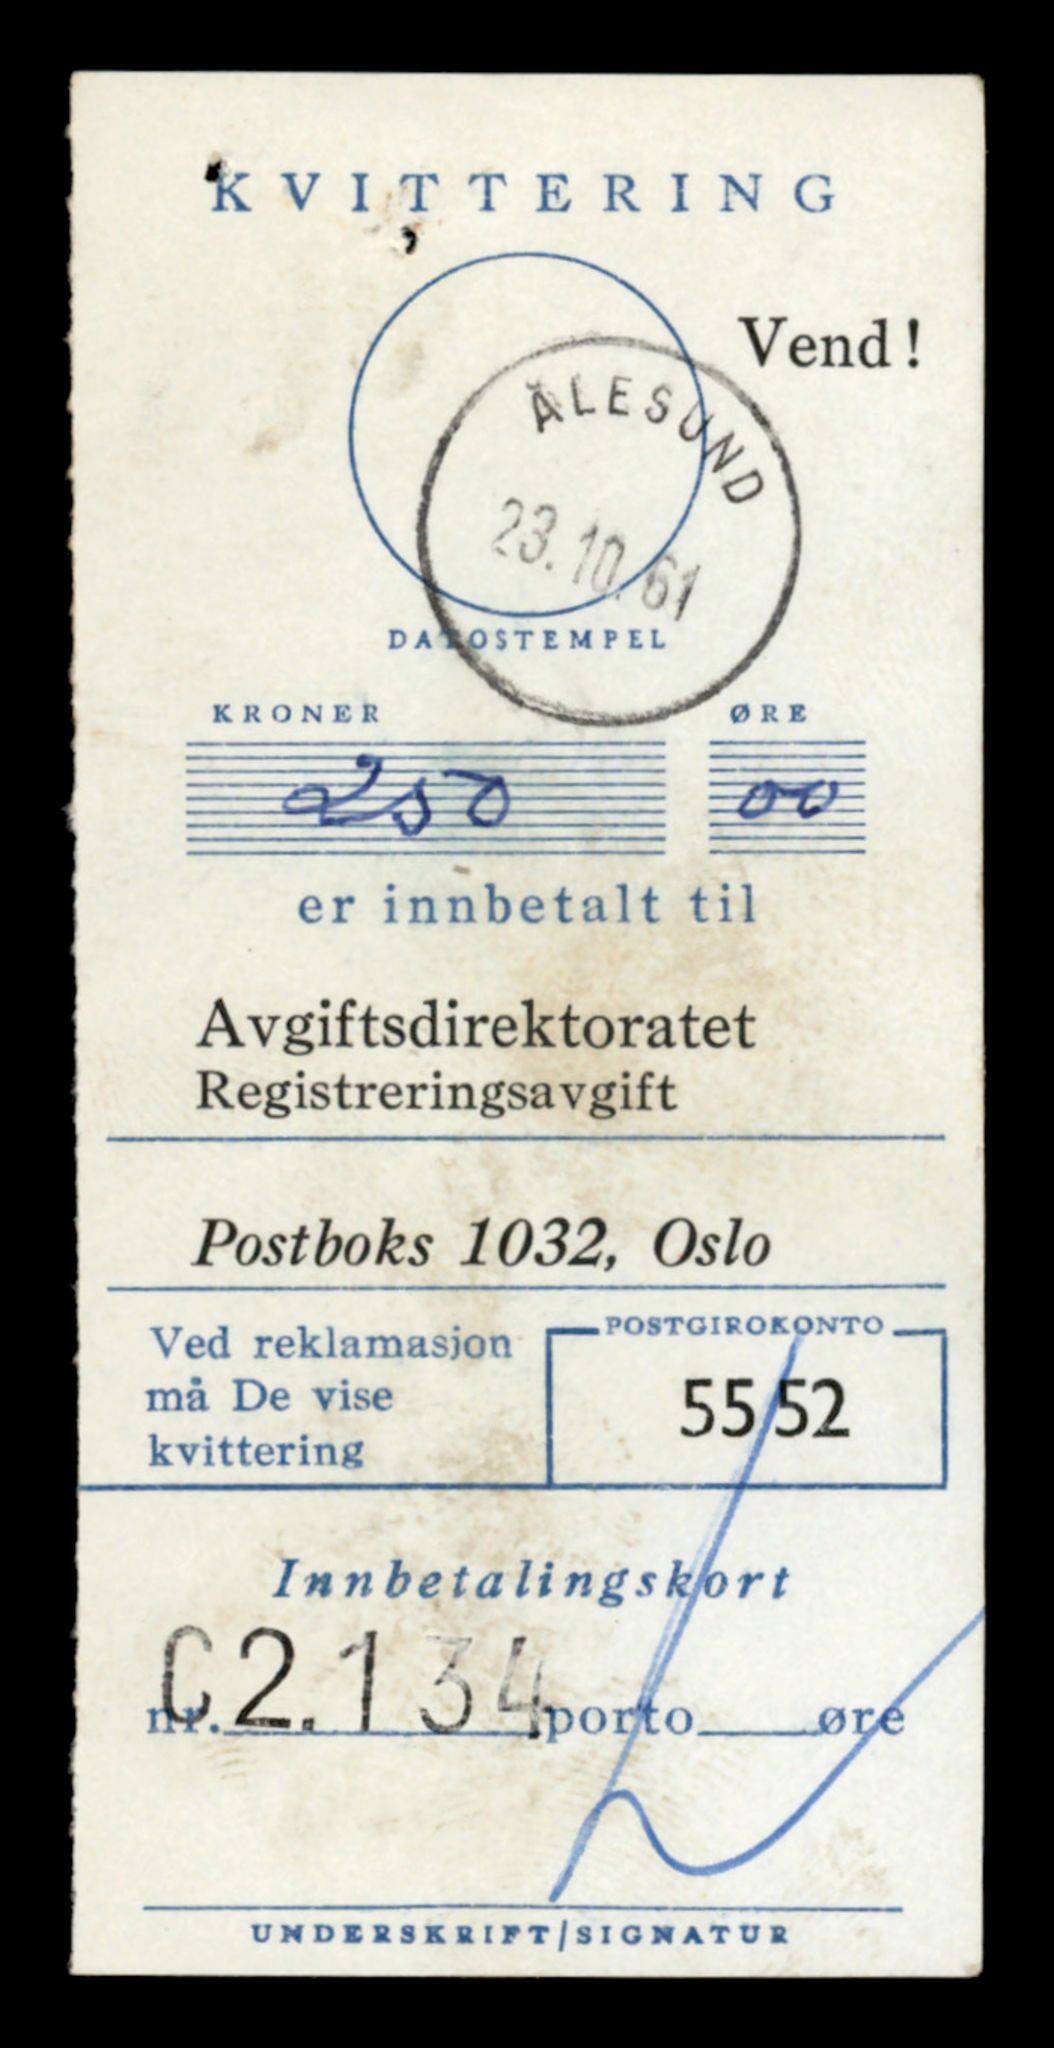 KVITTERING
Vend!
ÅLESUND
23.10.61
DATOSTEMPEL
KRONER ØRE
250 00
er innbetalt til
Avgiftsdirektoratet
Registreringsavgift
Postboks 1032, Oslo
Ved reklamasjon
må De vise
kvittering
POSTGIROKONTO
5552
Innbetalingskort
nr. C2.134 porto øre
UNDERSKRIFT/SIGNATUR